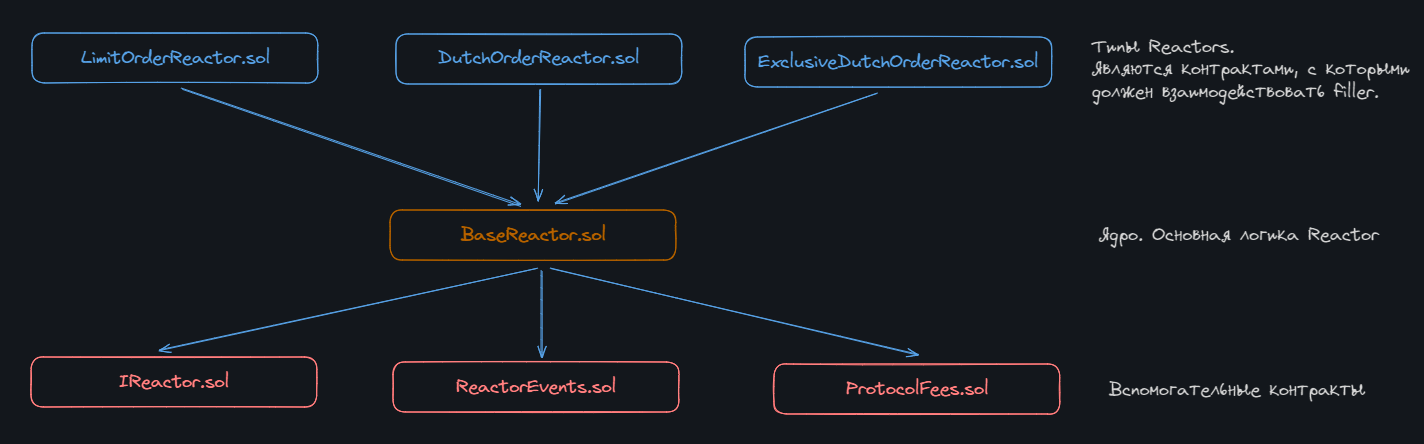 LimitOrderReactor.sol
DutchOrderReactor.sol
ExclusiveDutchOrderReactor.sol
Типы Reactors.
Являются контрактами, с которыми
должен взаимодействовать filler.
BaseReactor.sol
Ядро. Основная логика Reactor
IReactor.sol
ReactorEvents.sol
ProtocolFees.sol
Вспомогательные контракты